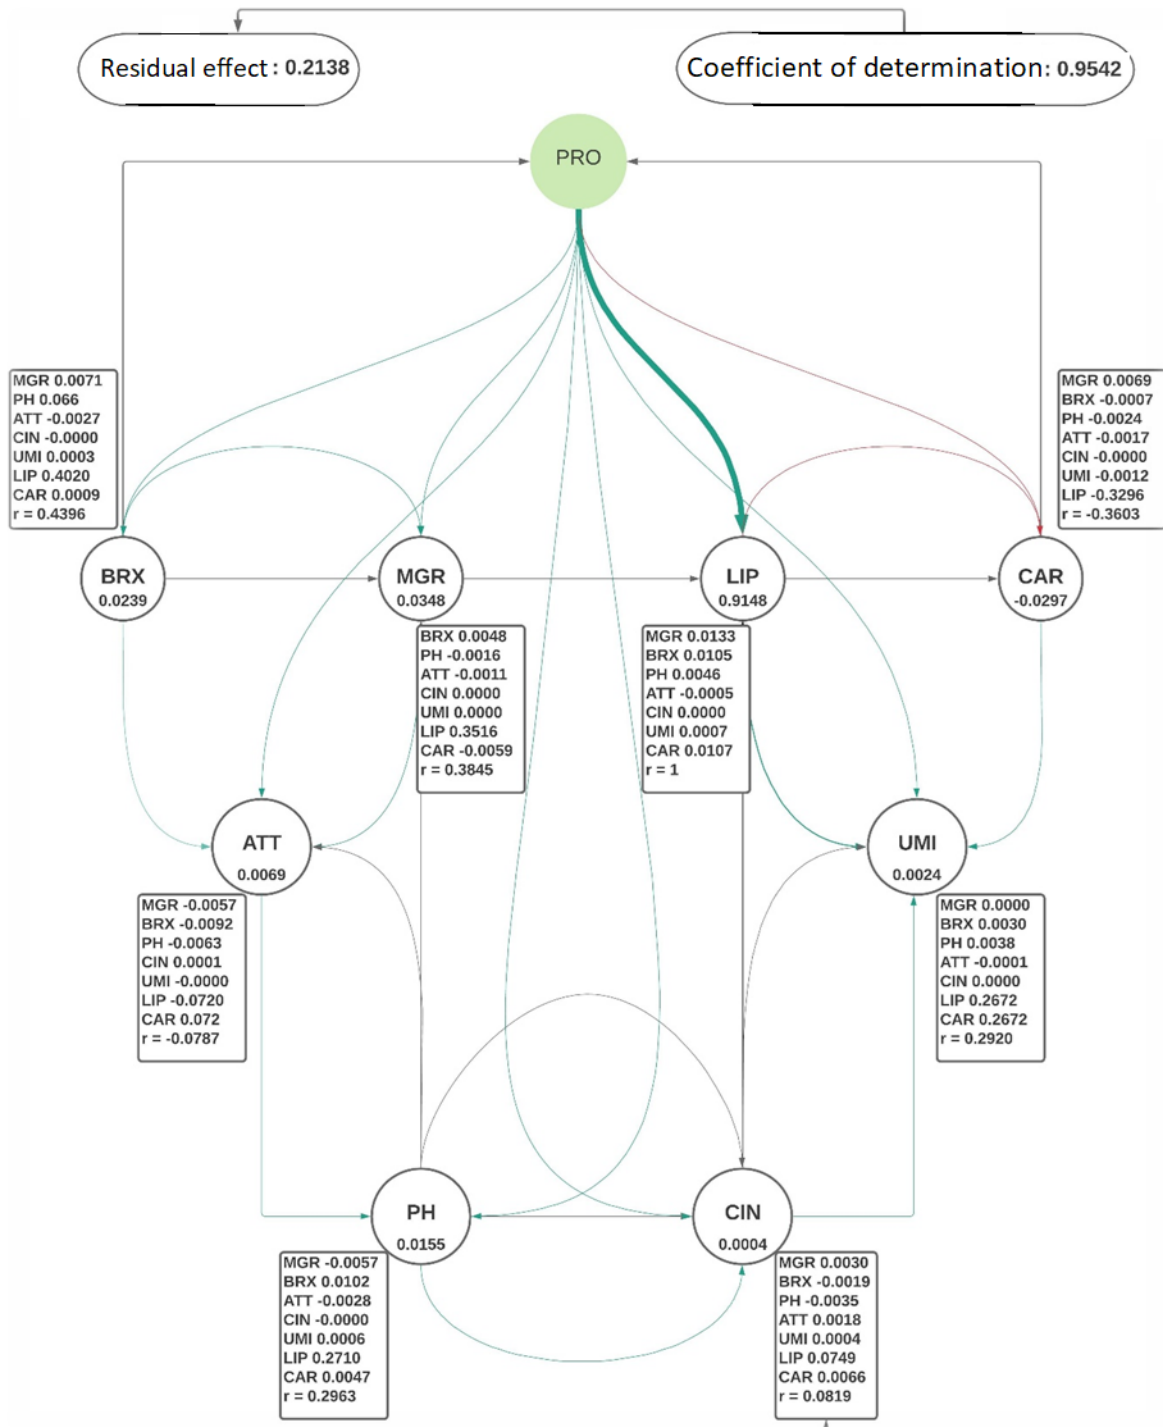 Residual effect: 0.2138
Coefficient of determination: 0.9542
PRO
MGR 0.0071
PH 0.066
ATT -0.0027
CIN -0.0000
UMI 0.0003
LIP 0.4020
CAR 0.0009
r = 0.4396
MGR 0.0069
BRX -0.0007
PH -0.0024
ATT -0.0017
CIN -0.0000
UMI -0.0012
LIP -0.3296
r = -0.3603
BRX
0.0239
MGR
0.0348
LIP
0.9148
CAR
-0.0297
BRX 0.0048
PH -0.0016
ATT -0.0011
CIN 0.0000
UMI 0.0000
LIP 0.3516
CAR -0.0059
r = 0.3845
MGR 0.0133
BRX 0.0105
PH 0.0046
ATT -0.0005
CIN 0.0000
UMI 0.0007
CAR 0.0107
r = 1
ATT
0.0069
UMI
0.0024
MGR -0.0057
BRX -0.0092
PH -0.0063
CIN 0.0001
UMI -0.0000
LIP -0.0720
CAR 0.072
r = -0.0787
MGR 0.0000
BRX 0.0030
PH 0.0038
ATT -0.0001
CIN 0.0000
LIP 0.2672
CAR 0.2672
r = 0.2920
PH
0.0155
CIN
0.0004
MGR -0.0057
BRX 0.0102
ATT -0.0028
CIN -0.0000
UMI 0.0006
LIP 0.2710
CAR 0.0047
r = 0.2963
MGR 0.0030
BRX -0.0019
PH -0.0035
ATT 0.0018
UMI 0.0004
LIP 0.0749
CAR 0.0066
r = 0.0819